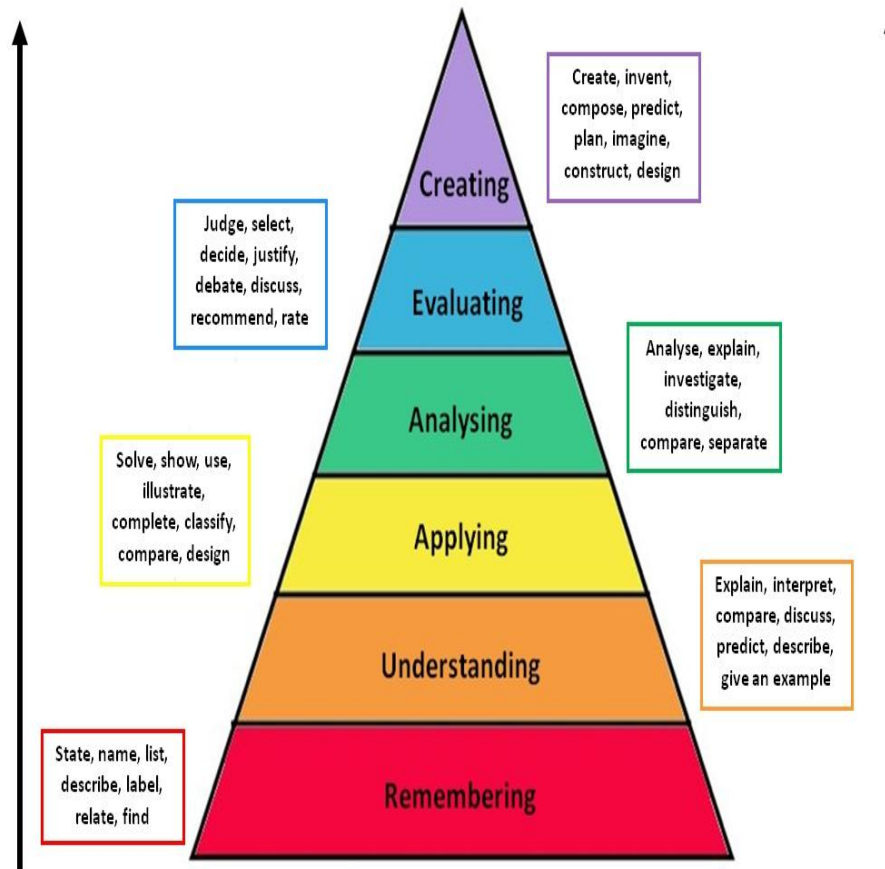 Create, invent,
compose, predict,
plan, imagine,
construct, design
Creating
Judge, select,
decide, justify,
debate, discuss,
recommend, rate
Evaluating
Analyse, explain,
investigate,
distinguish,
compare, separate
Analysing
Solve, show, use,
illustrate,
complete, classify,
compare, design
Applying
Explain, interpret,
compare, discuss,
predict, describe,
give an example
Understanding
State, name, list,
describe, label,
relate, find
Remembering